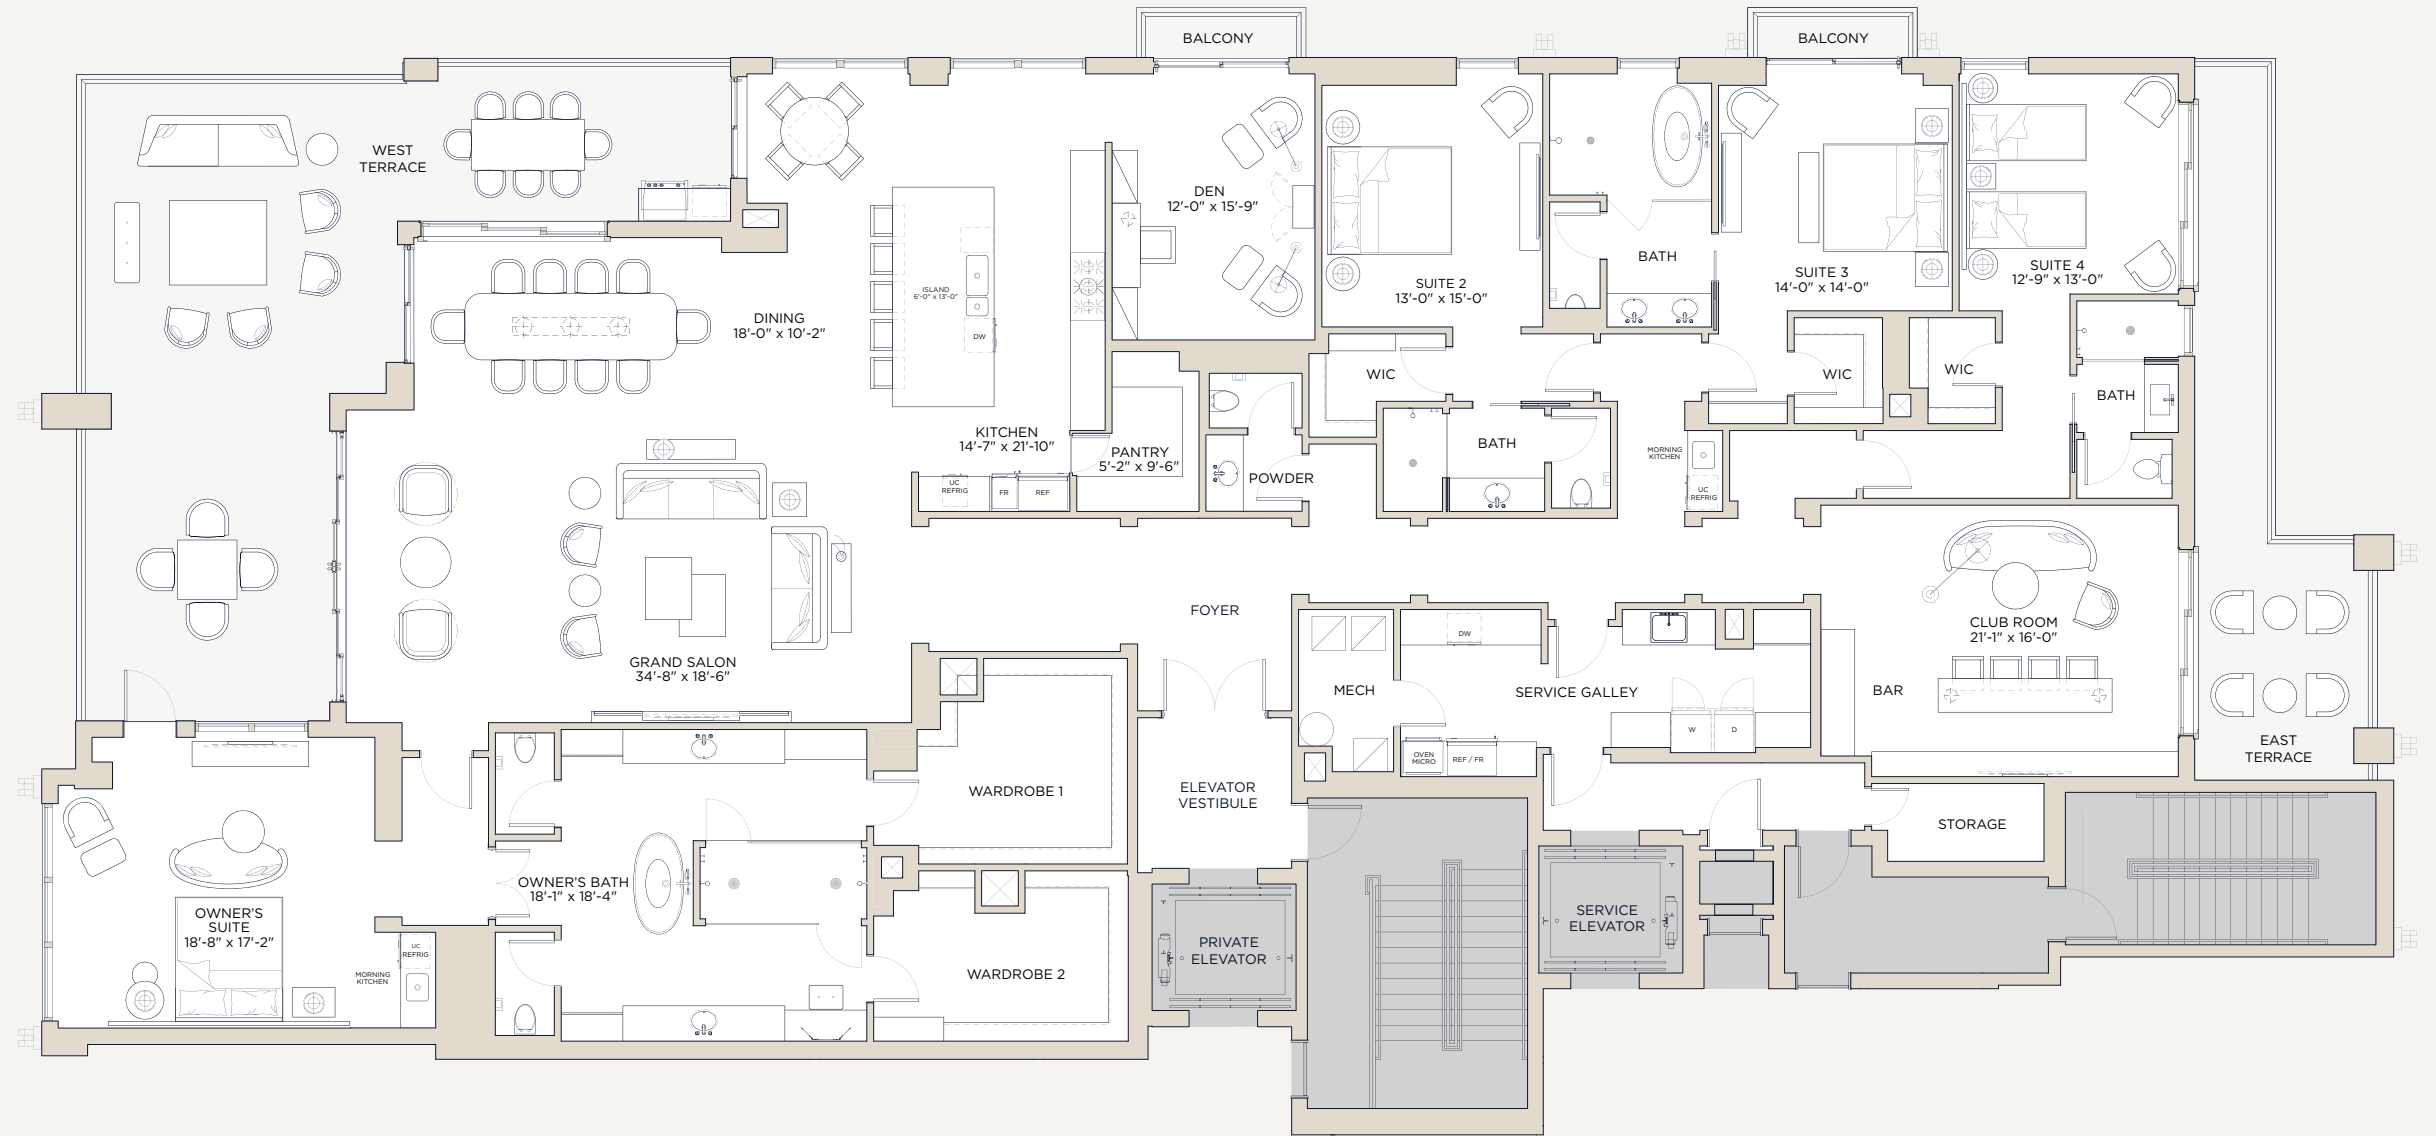 BALCONY
BALCONY
WEST
TERRACE
DEN
12'-0" x 15'-9"
BATH
SUITE 2
13'-0" x 15'-0"
SUITE 3
14'-0" x 14'-0"
SUITE 4
12'-9" x 13'-0"
ISLAND
6'-0" x 13'-0"
DW
DINING
18'-0" x 10'-2"
WIC
WIC
WIC
BATH
KITCHEN
14'-7" x 21'-10"
PANTRY
5'-2" x 9'-6"
POWDER
BATH
MORNING
KITCHEN
UC
REFRIG
UC
REFRIG
FR
REF
FOYER
CLUB ROOM
21'-1" x 16'-0"
DW
GRAND SALON
34'-8" x 18'-6"
MECH
SERVICE GALLEY
BAR
W
D
OVEN
MICRO
REF / FR
EAST
TERRACE
WARDROBE 1
ELEVATOR
VESTIBULE
STORAGE
OWNER'S BATH
18'-1" x 18'-4"
OWNER'S
SUITE
18'-8" x 17'-2"
UC
REFRIG
MORNING
KITCHEN
WARDROBE 2
PRIVATE
ELEVATOR
SERVICE
ELEVATOR